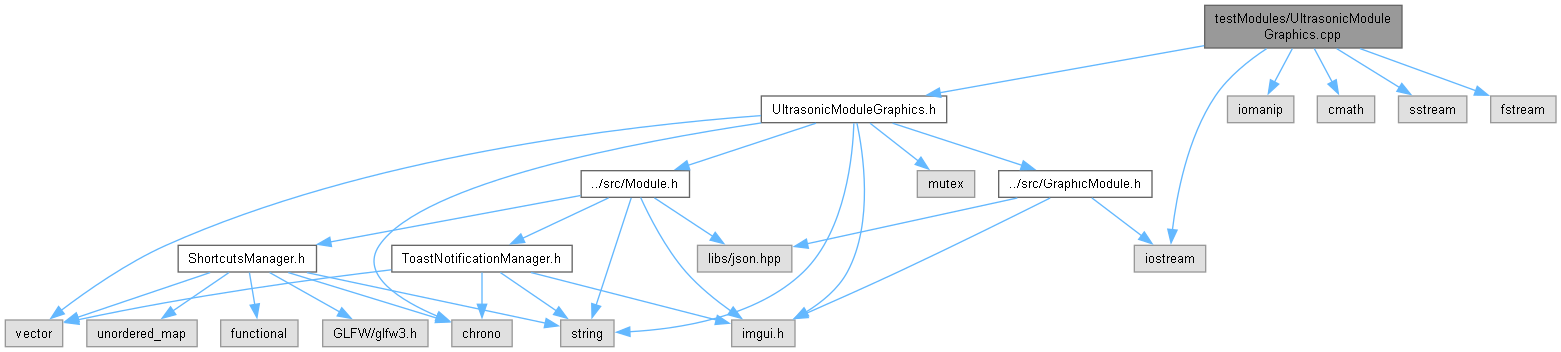 testModules/UltrasonicModule
Graphics.cpp
UltrasonicModuleGraphics.h
iomanip
cmath
sstream
fstream
../src/Module.h
mutex
../src/GraphicModule.h
ShortcutsManager.h
ToastNotificationManager.h
libs/json.hpp
iostream
vector
unordered_map
functional
GLFW/glfw3.h
chrono
string
imgui.h